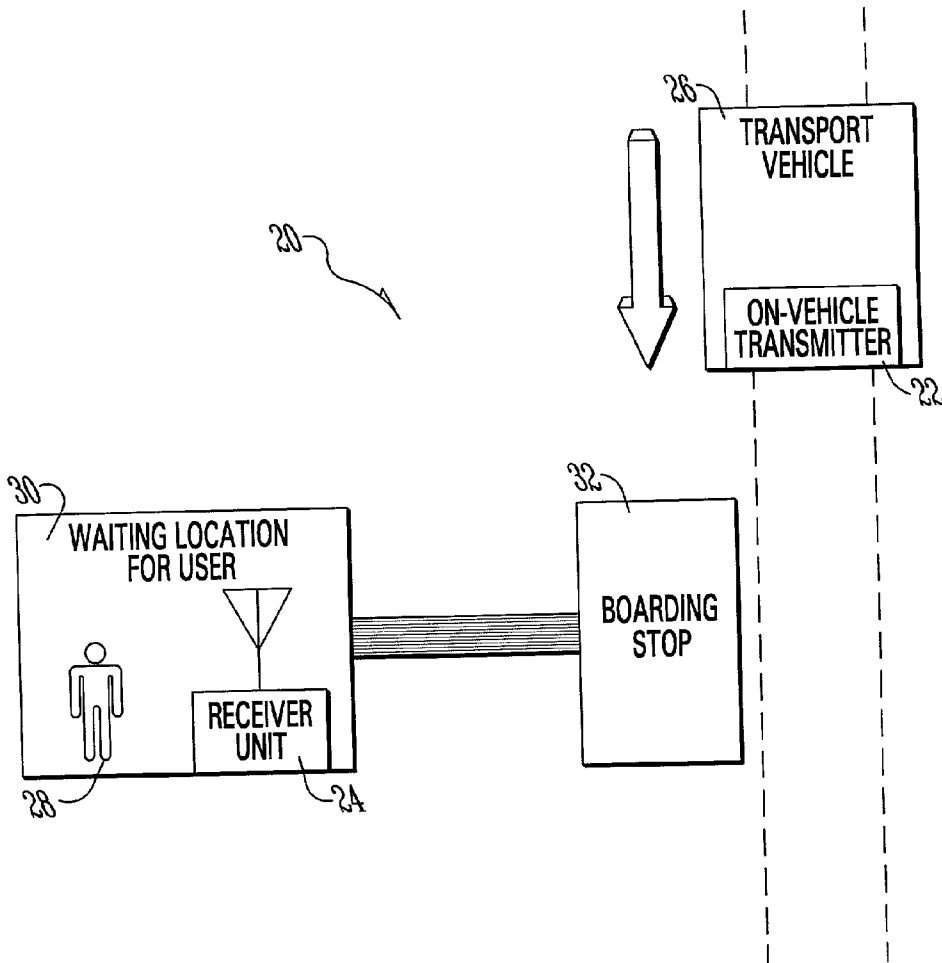 26
TRANSPORT
VEHICLE
20
ON-VEHICLE
TRANSMITTER
22
30
WAITING LOCATION
FOR USER
32
BOARDING
STOP
RECEIVER
UNIT
28
24